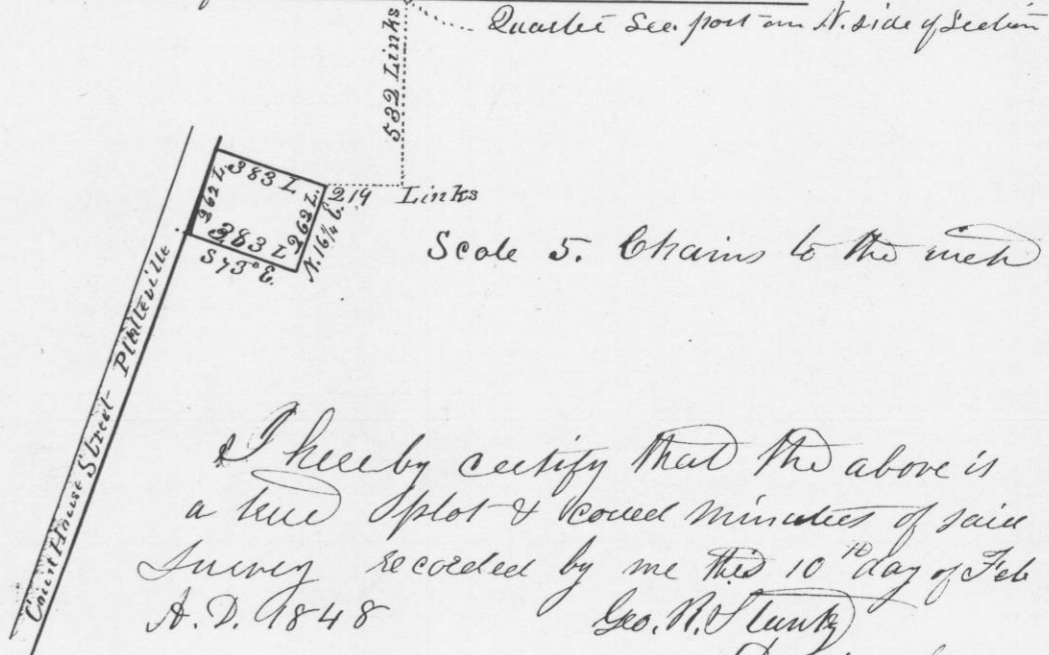 Quarter Sec. post on N. side of Section
532 Links
383 L
262 L.
262 L.
383 L
219 Links
N. 16¼ E.
S 73° E.
Scale 5. Chains to the inch
Court House Street Platteville
I hereby certify that the above is
a true plot & correct minutes of said
Survey recorded by me this 10th day of Feb
A. D. 1848
Geo. R. Stuntz